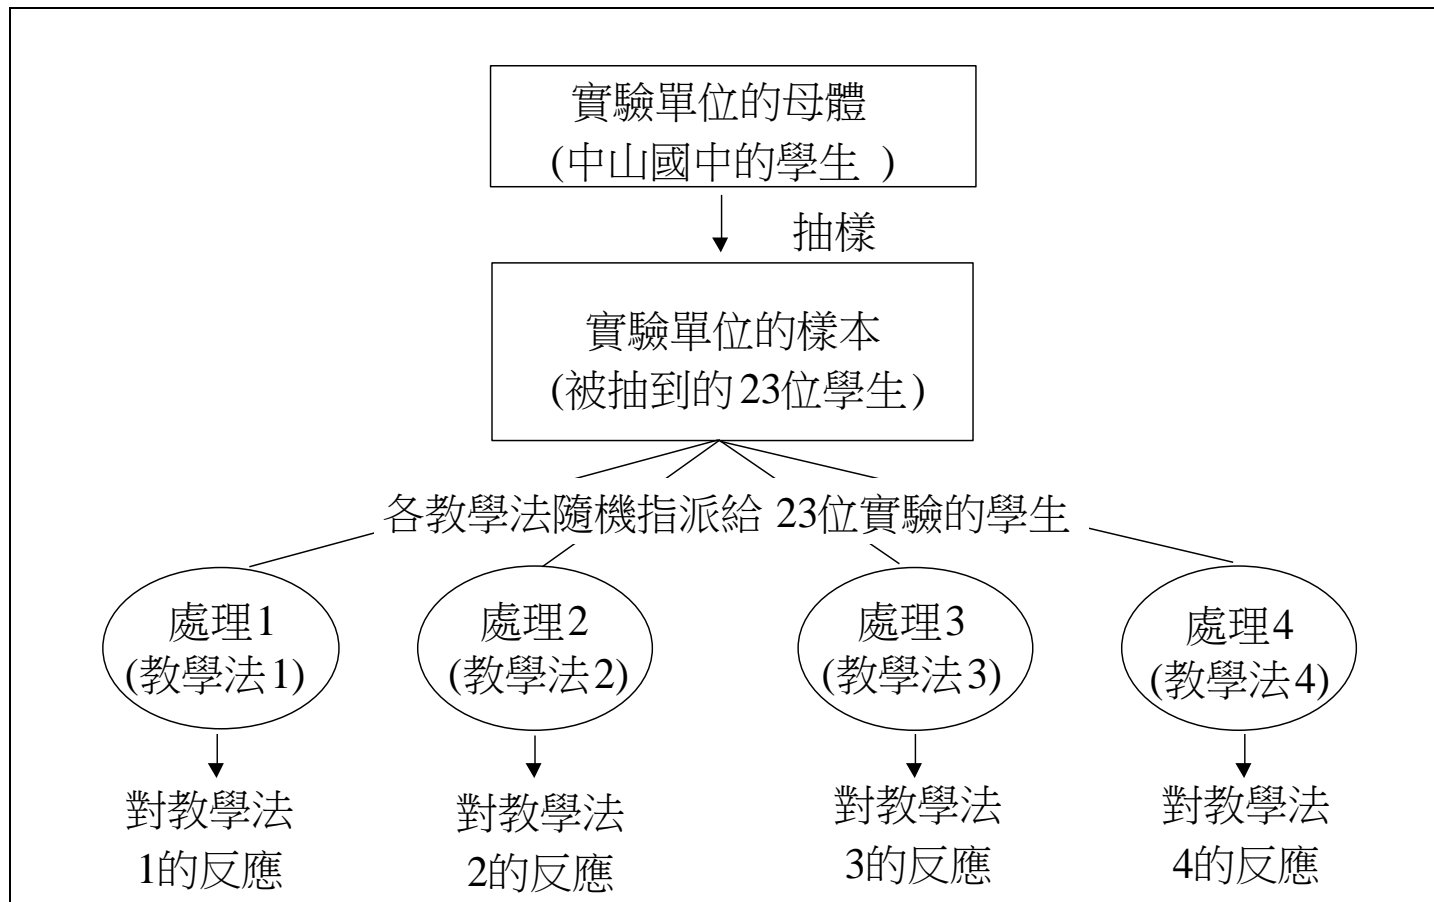 實驗單位的母體
(中山國中的學生 )
抽樣
實驗單位的樣本
(被抽到的23位學生)
各教學法隨機指派給 23位實驗的學生
處理1
(教學法1)
處理2
(教學法2)
處理3
(教學法3)
處理4
(教學法4)
對教學法
1的反應
對教學法
2的反應
對教學法
3的反應
對教學法
4的反應